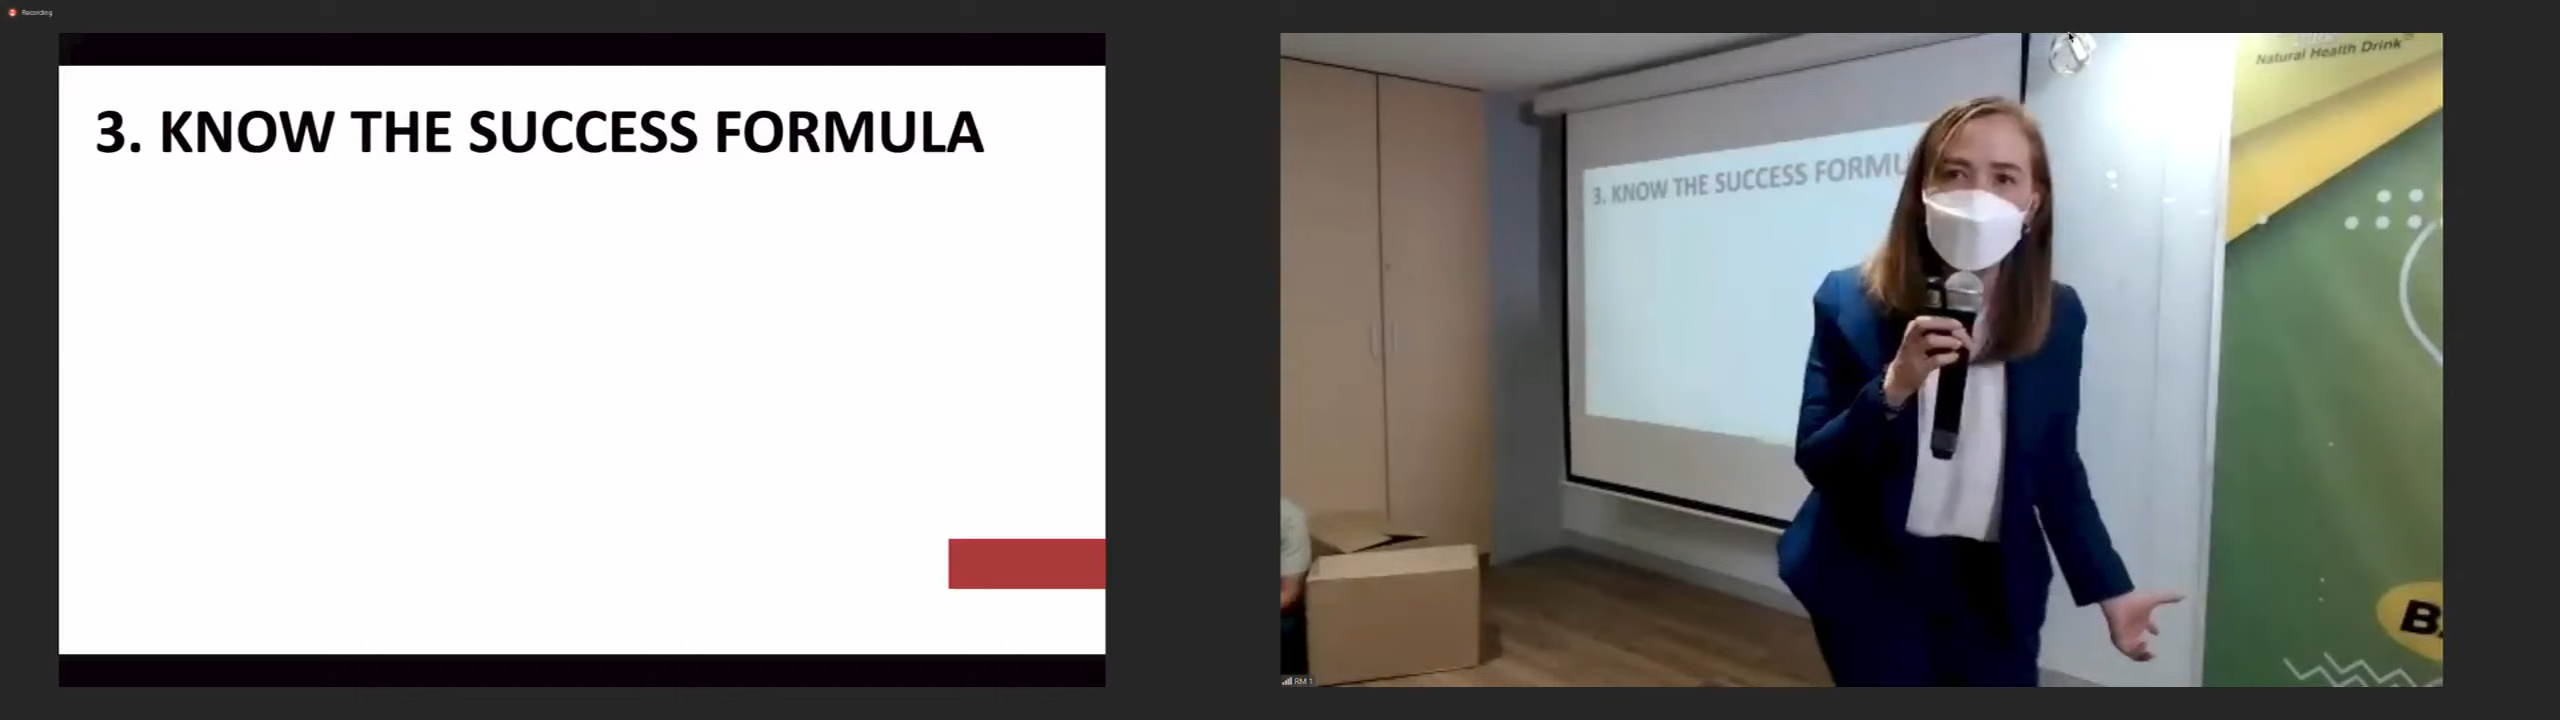 Recording
3. KNOW THE SUCCESS FORMULA
3. KNOW THE SUCCESS FORMU
Natural Health Drink
B
RM 1